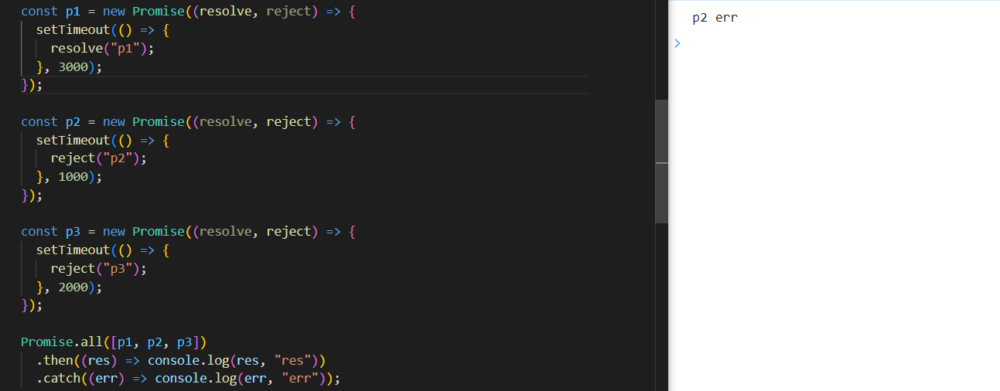 const p1 = new Promise((resolve, reject) => {
  setTimeout(() => {
    resolve("p1");
  }, 3000);
});

const p2 = new Promise((resolve, reject) => {
  setTimeout(() => {
    reject("p2");
  }, 1000);
});

const p3 = new Promise((resolve, reject) => {
  setTimeout(() => {
    reject("p3");
  }, 2000);
});

Promise.all([p1, p2, p3])
  .then((res) => console.log(res, "res"))
  .catch((err) => console.log(err, "err"));
p2 err